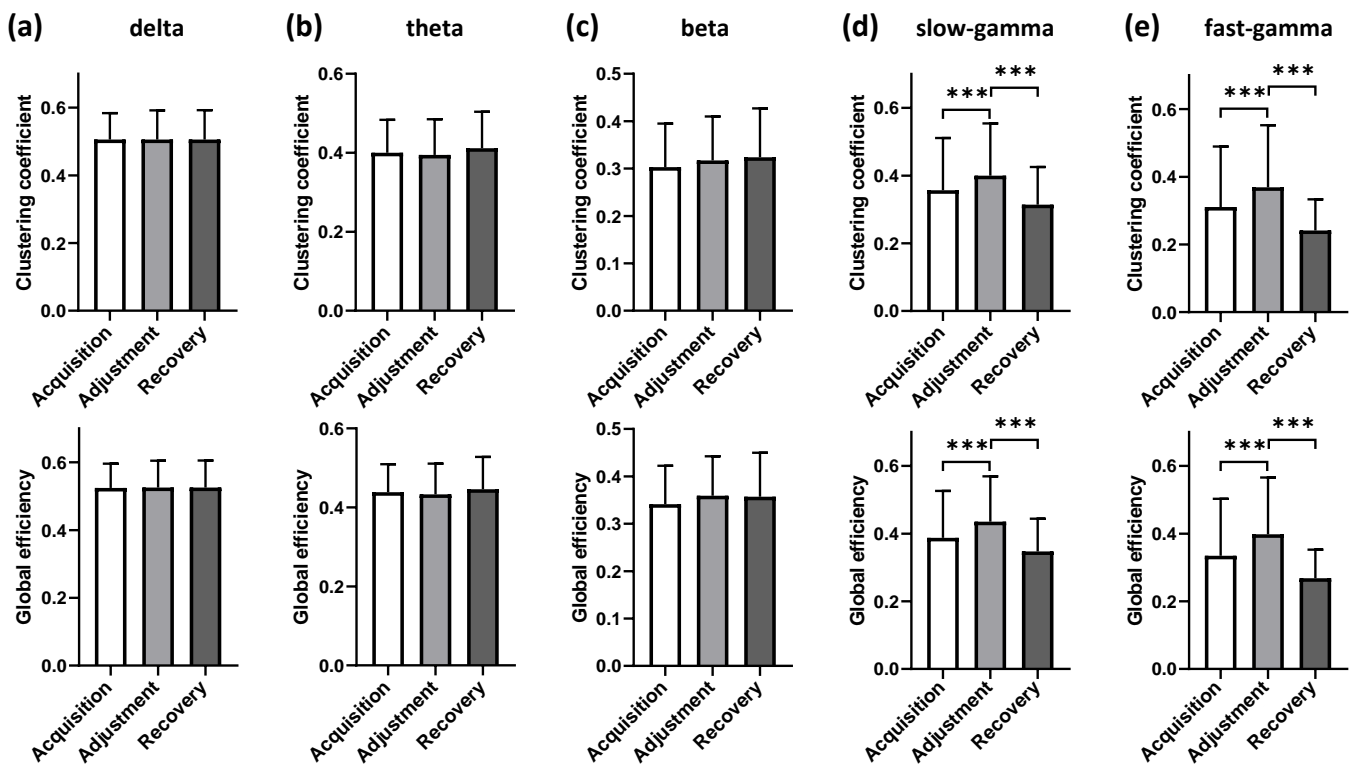 (a) delta
(b) theta
(c) beta
(d) slow-gamma
(e) fast-gamma
Clustering coefficient
0.6
0.4
0.2
0.0
Acquisition
Adjustment
Recovery
Clustering coefficient
0.6
0.4
0.2
0.0
Acquisition
Adjustment
Recovery
Clustering coefficient
0.5
0.4
0.3
0.2
0.1
0.0
Acquisition
Adjustment
Recovery
Clustering coefficient
0.6
0.4
0.2
0.0
***
***
Acquisition
Adjustment
Recovery
Clustering coefficient
0.6
0.4
0.2
0.0
***
***
Acquisition
Adjustment
Recovery
Global efficiency
0.6
0.4
0.2
0.0
Acquisition
Adjustment
Recovery
Global efficiency
0.6
0.4
0.2
0.0
Acquisition
Adjustment
Recovery
Global efficiency
0.5
0.4
0.3
0.2
0.1
0.0
Acquisition
Adjustment
Recovery
Global efficiency
0.6
0.4
0.2
0.0
***
***
Acquisition
Adjustment
Recovery
Global efficiency
0.6
0.4
0.2
0.0
***
***
Acquisition
Adjustment
Recovery